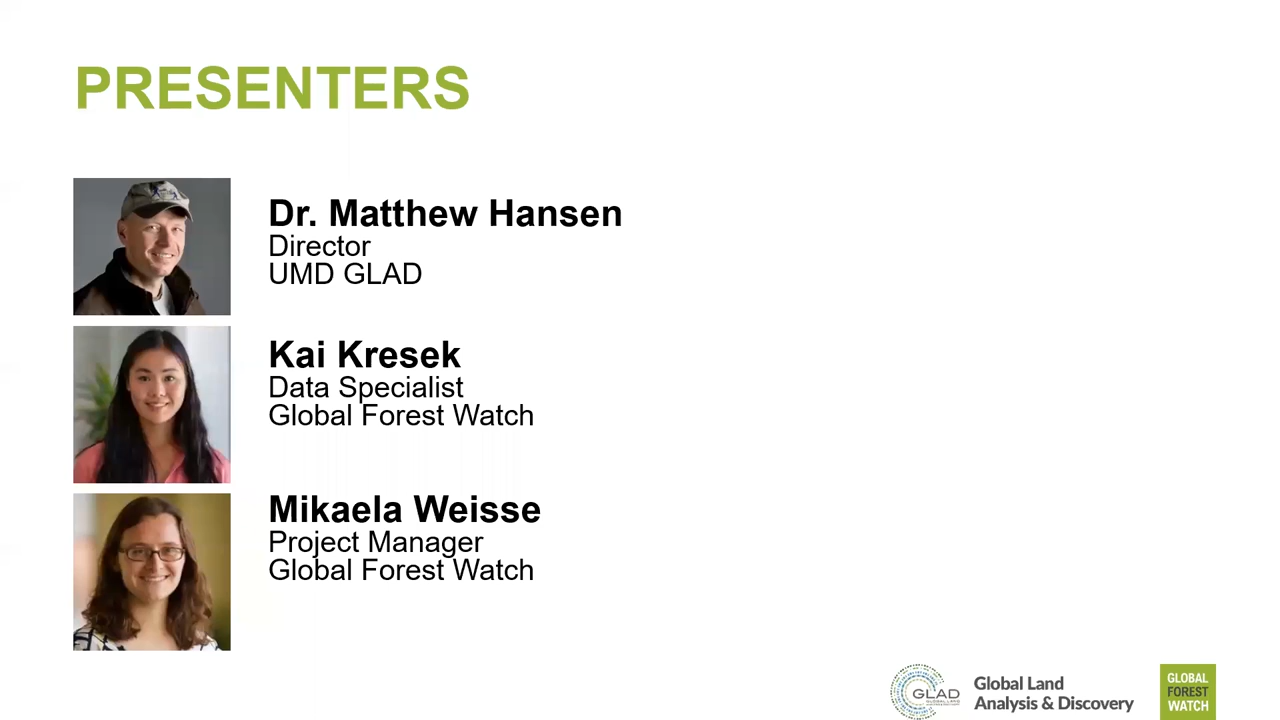 PRESENTERS
Dr. Matthew Hansen
Director
UMD GLAD
Kai Kresek
Data Specialist
Global Forest Watch
Mikaela Weisse
Project Manager
Global Forest Watch
GLAD
Global Land
Analysis & Discovery
GLOBAL
FOREST
WATCH